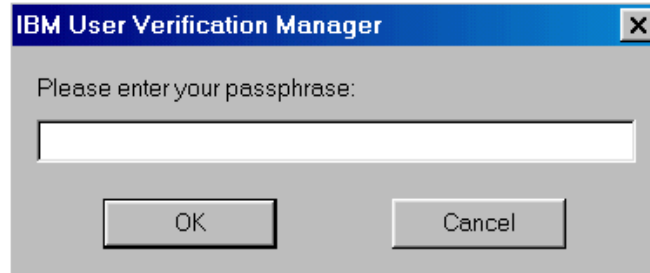 IBM User Verification Manager
Please enter your passphrase:
OK
Cancel